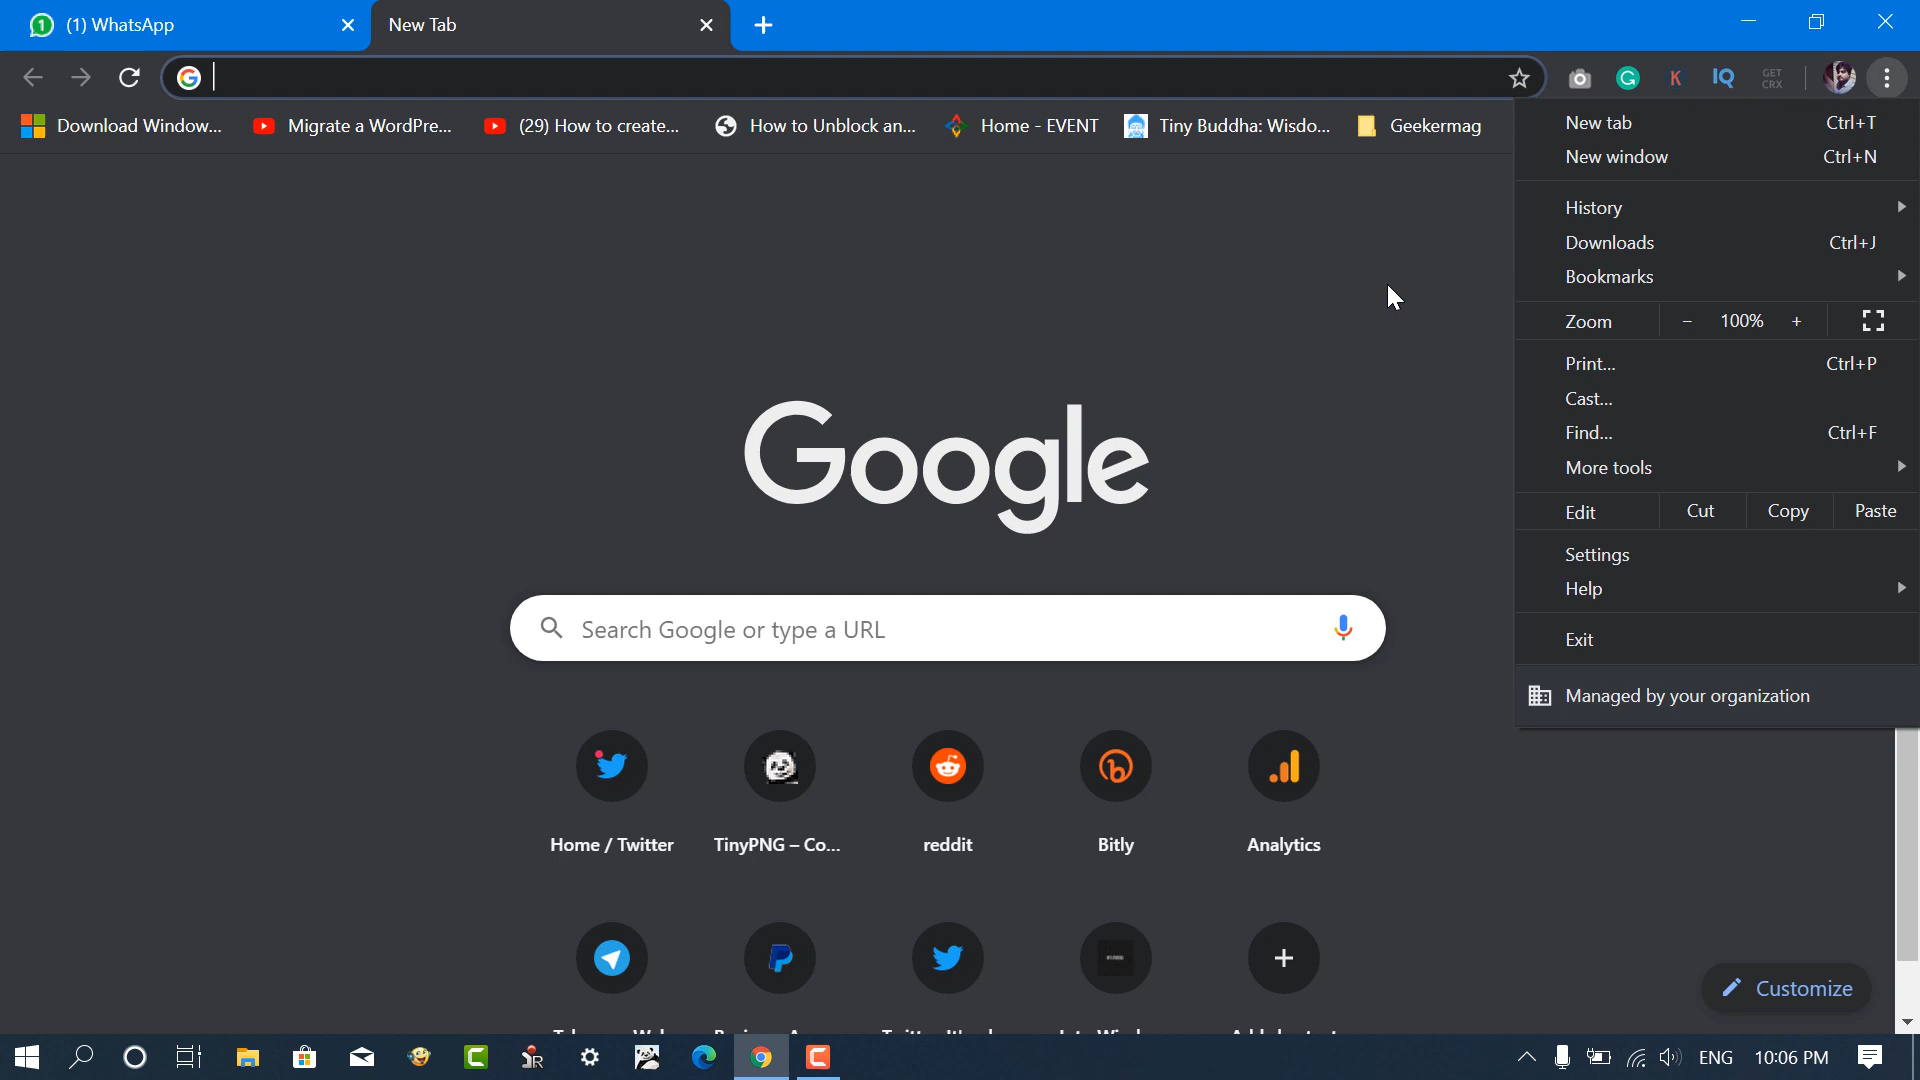 (1) WhatsApp
New Tab
Download Window...
Migrate a WordPre...
(29) How to create...
How to Unblock an...
Home - EVENT
Tiny Buddha: Wisdo...
Geekermag
K
IQ
GET
CRX
New tab Ctrl+T
New window Ctrl+N
History
Downloads Ctrl+J
Bookmarks
Zoom - 100% +
Print... Ctrl+P
Cast...
Find... Ctrl+F
More tools
Edit Cut Copy Paste
Settings
Help
Exit
Managed by your organization
Google
Search Google or type a URL
Home / Twitter
TinyPNG – Co...
reddit
Bitly
Analytics
Customize
ENG 10:06 PM